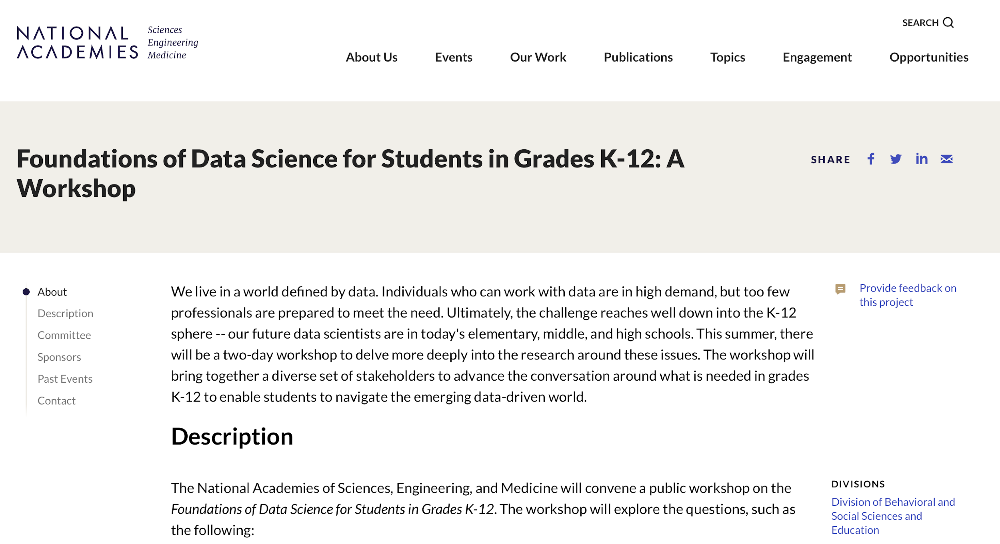 NATIONAL
ACADEMIES
Sciences
Engineering
Medicine
SEARCH
About Us Events Our Work Publications Topics Engagement Opportunities
Foundations of Data Science for Students in Grades K-12: A
Workshop
SHARE
About
Description
Committee
Sponsors
Past Events
Contact
We live in a world defined by data. Individuals who can work with data are in high demand, but too few
professionals are prepared to meet the need. Ultimately, the challenge reaches well down into the K-12
sphere -- our future data scientists are in today's elementary, middle, and high schools. This summer, there
will be a two-day workshop to delve more deeply into the research around these issues. The workshop will
bring together a diverse set of stakeholders to advance the conversation around what is needed in grades
K-12 to enable students to navigate the emerging data-driven world.
Provide feedback on
this project
Description
The National Academies of Sciences, Engineering, and Medicine will convene a public workshop on the
Foundations of Data Science for Students in Grades K-12. The workshop will explore the questions, such as
the following:
DIVISIONS
Division of Behavioral and
Social Sciences and
Education